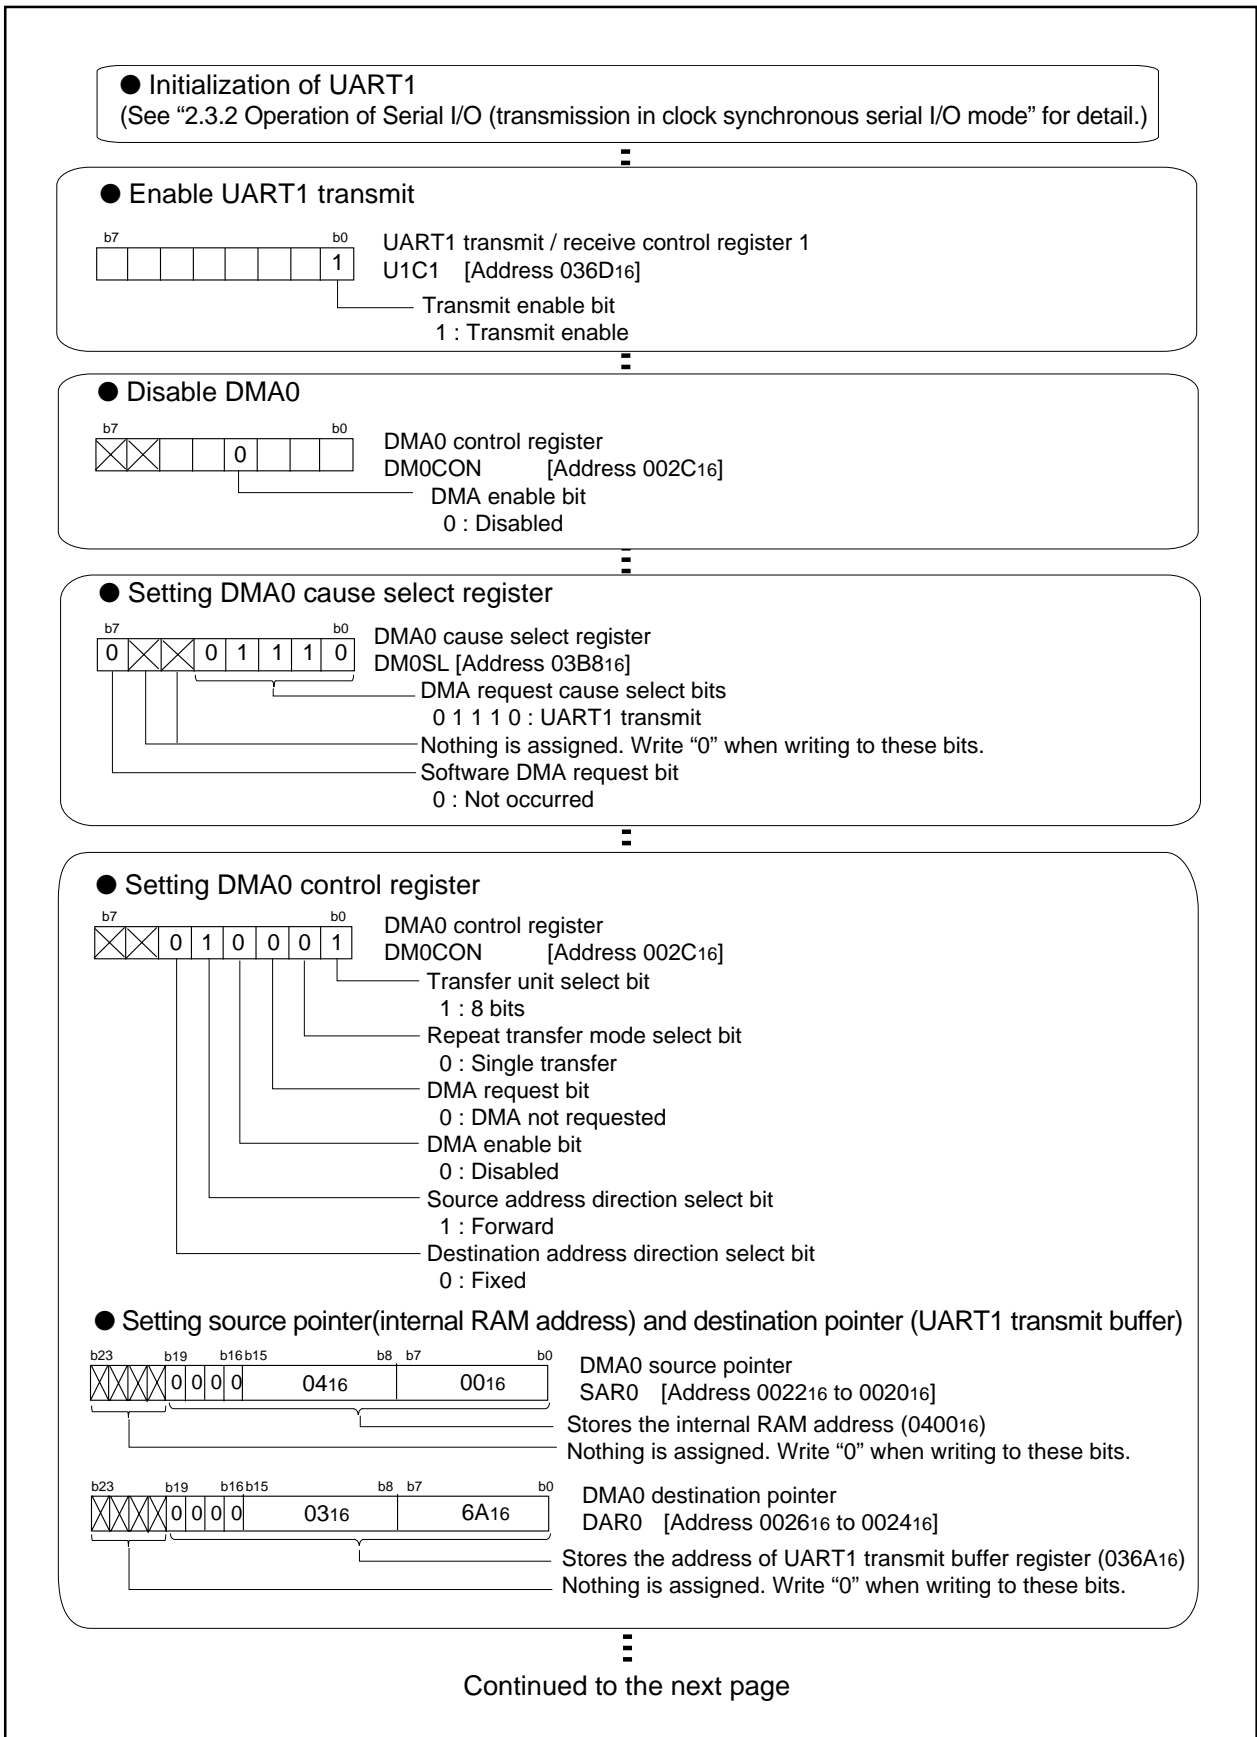 ● Initialization of UART1
(See “2.3.2 Operation of Serial I/O (transmission in clock synchronous serial I/O mode” for detail.)
● Enable UART1 transmit
b7 b0
1
UART1 transmit / receive control register 1
U1C1 [Address 036D16]
Transmit enable bit
1 : Transmit enable
● Disable DMA0
b7 b0
0
DMA0 control register
DM0CON [Address 002C16]
DMA enable bit
0 : Disabled
● Setting DMA0 cause select register
b7 b0
0 0 1 1 1 0
DMA0 cause select register
DM0SL [Address 03B816]
DMA request cause select bits
0 1 1 1 0 : UART1 transmit
Nothing is assigned. Write “0” when writing to these bits.
Software DMA request bit
0 : Not occurred
● Setting DMA0 control register
b7 b0
0 1 0 0 0 1
DMA0 control register
DM0CON [Address 002C16]
Transfer unit select bit
1 : 8 bits
Repeat transfer mode select bit
0 : Single transfer
DMA request bit
0 : DMA not requested
DMA enable bit
0 : Disabled
Source address direction select bit
1 : Forward
Destination address direction select bit
0 : Fixed
● Setting source pointer(internal RAM address) and destination pointer (UART1 transmit buffer)
b23 b19 b16 b15 b8 b7 b0
0 0 0 0 0416 0016
DMA0 source pointer
SAR0 [Address 002216 to 002016]
Stores the internal RAM address (040016)
Nothing is assigned. Write “0” when writing to these bits.
b23 b19 b16 b15 b8 b7 b0
0 0 0 0 0316 6A16
DMA0 destination pointer
DAR0 [Address 002616 to 002416]
Stores the address of UART1 transmit buffer register (036A16)
Nothing is assigned. Write “0” when writing to these bits.
Continued to the next page